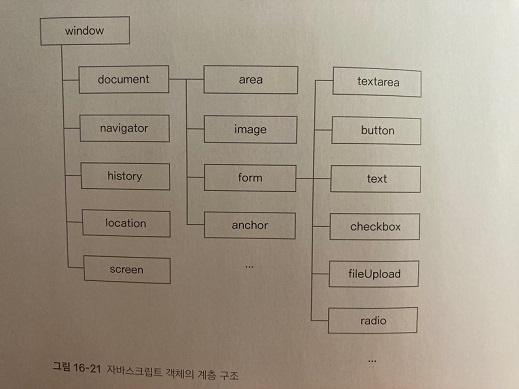 window
document area textarea
navigator image button
history form text
location anchor checkbox
screen ... fileUpload
radio
...
그림 16-21 자바스크립트 객체의 계층 구조